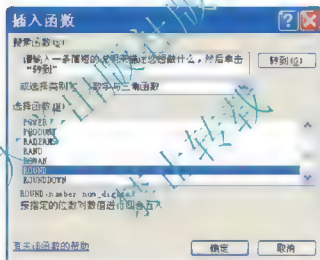 插入函数
搜索函数(S):
请输入一条简短的说明来描述您想做什么，然后单击
“转到”
转到(G)
或选择类别(C): 数学与三角函数
选择函数(N):
POWER
PRODUCT
RADIANS
RAND
ROMAN
ROUND
ROUNDDOWN
ROUND(number,num_digits)
按指定的位数对数值进行四舍五入
有关该函数的帮助
确定
取消